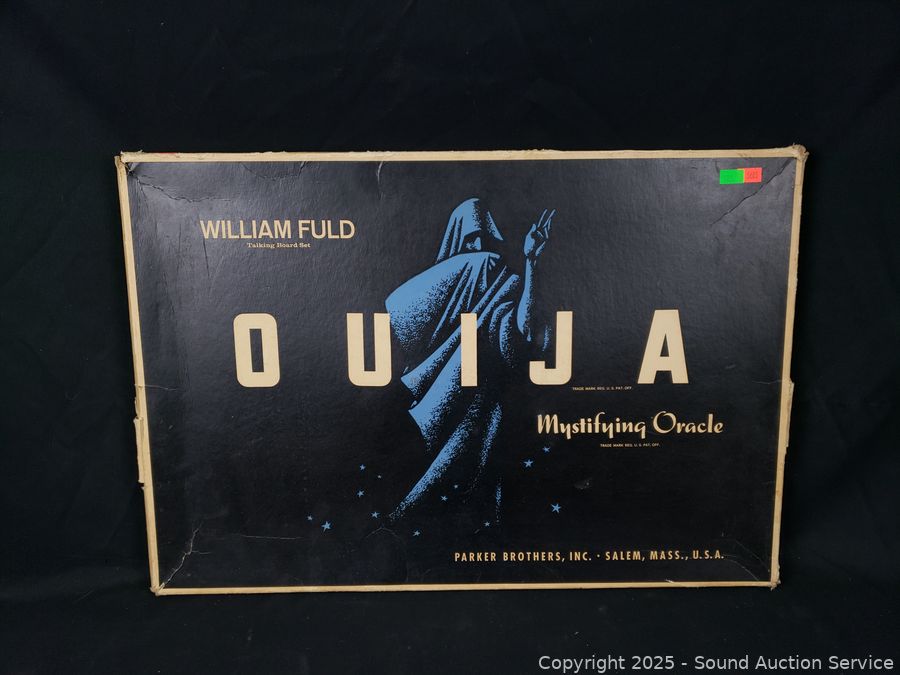 WILLIAM FULD
Talking Board Set
OUIJA
TRADE MARK REG. U. S. PAT. OFF.
Mystifying Oracle
TRADE MARK REG. U. S. PAT. OFF.
PARKER BROTHERS, INC. · SALEM, MASS., U.S.A.
Copyright © 2025 - Sound Auction Service